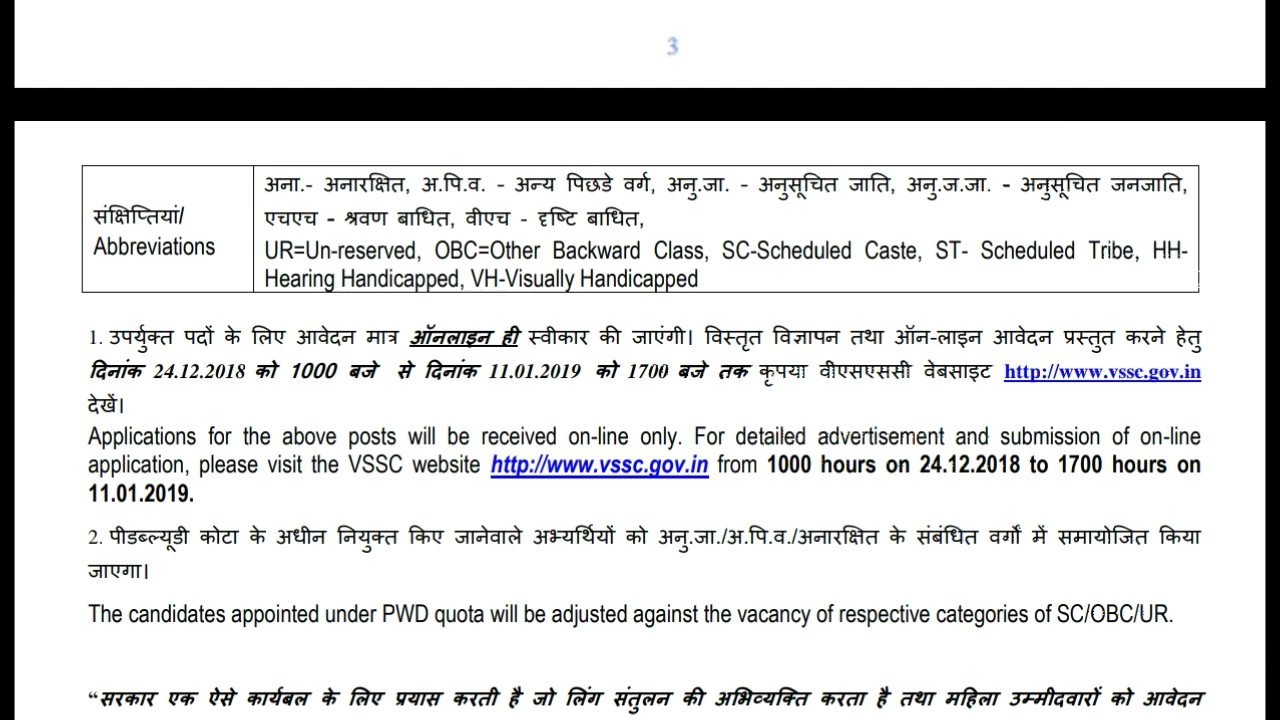 3
संक्षिप्तियां/
Abbreviations
अना.- अनारक्षित, अ.पि.व. - अन्य पिछडे वर्ग, अनु.जा. - अनुसूचित जाति, अनु.ज.जा. - अनुसूचित जनजाति,
एचएच - श्रवण बाधित, वीएच - दृष्टि बाधित,
UR=Un-reserved, OBC=Other Backward Class, SC-Scheduled Caste, ST- Scheduled Tribe, HH-
Hearing Handicapped, VH-Visually Handicapped
1. उपर्युक्त पदों के लिए आवेदन मात्र ऑनलाइन ही स्वीकार की जाएंगी। विस्तृत विज्ञापन तथा ऑन-लाइन आवेदन प्रस्तुत करने हेतु
दिनांक 24.12.2018 को 1000 बजे से दिनांक 11.01.2019 को 1700 बजे तक कृपया वीएसएससी वेबसाइट http://www.vssc.gov.in
देखें।
Applications for the above posts will be received on-line only. For detailed advertisement and submission of on-line
application, please visit the VSSC website http://www.vssc.gov.in from 1000 hours on 24.12.2018 to 1700 hours on
11.01.2019.
2. पीडब्ल्यूडी कोटा के अधीन नियुक्त किए जानेवाले अभ्यर्थियों को अनु.जा./अ.पि.व./अनारक्षित के संबंधित वर्गों में समायोजित किया
जाएगा।
The candidates appointed under PWD quota will be adjusted against the vacancy of respective categories of SC/OBC/UR.
“सरकार एक ऐसे कार्यबल के लिए प्रयास करती है जो लिंग संतुलन की अभिव्यक्ति करता है तथा महिला उम्मीदवारों को आवेदन